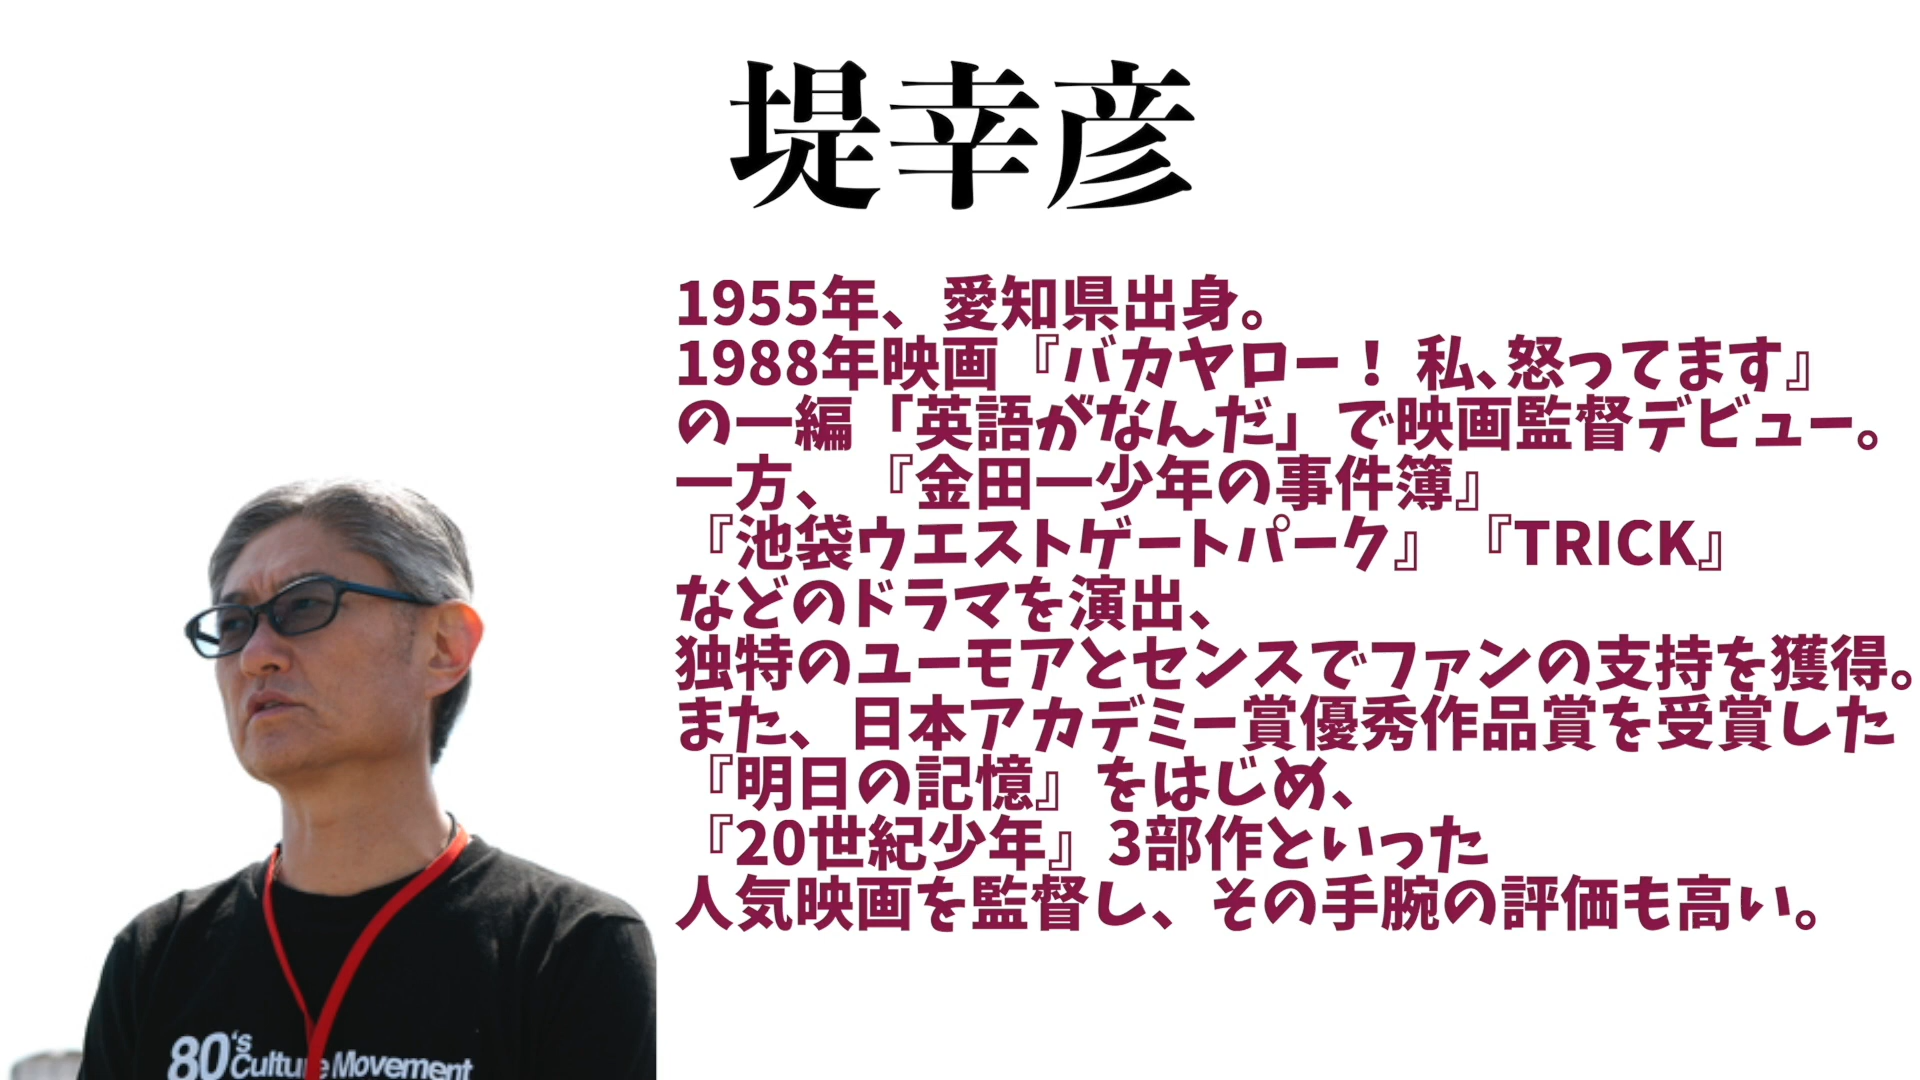 堤幸彦
1955年、愛知県出身。
1988年映画『バカヤロー！ 私､怒ってます』
の一編「英語がなんだ」で映画監督デビュー。
一方、『金田一少年の事件簿』
『池袋ウエストゲートパーク』『TRICK』
などのドラマを演出、
独特のユーモアとセンスでファンの支持を獲得。
また、日本アカデミー賞優秀作品賞を受賞した
『明日の記憶』をはじめ、
『20世紀少年』3部作といった
人気映画を監督し、その手腕の評価も高い。
80's
Culture Movement